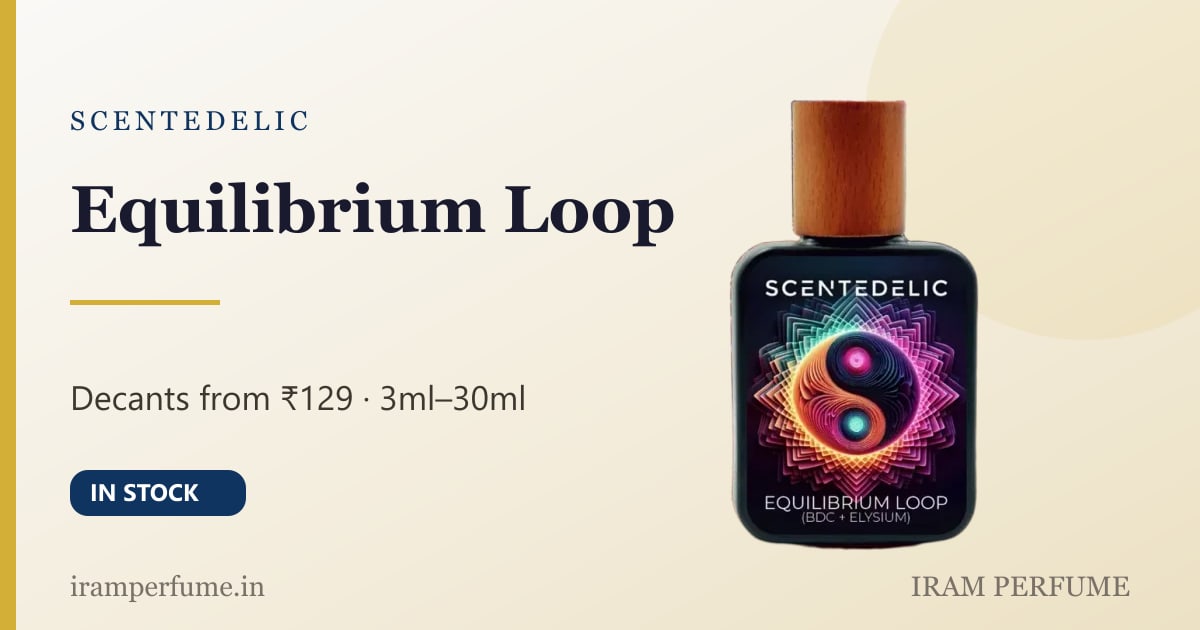 SCENTEDELIC
Equilibrium Loop
Decants from ₹129 · 3ml–30ml
IN STOCK
iramperfume.in
SCENTEDELIC
EQUILIBRIUM LOOP
(BDC + ELYSIUM)
IRAM PERFUME